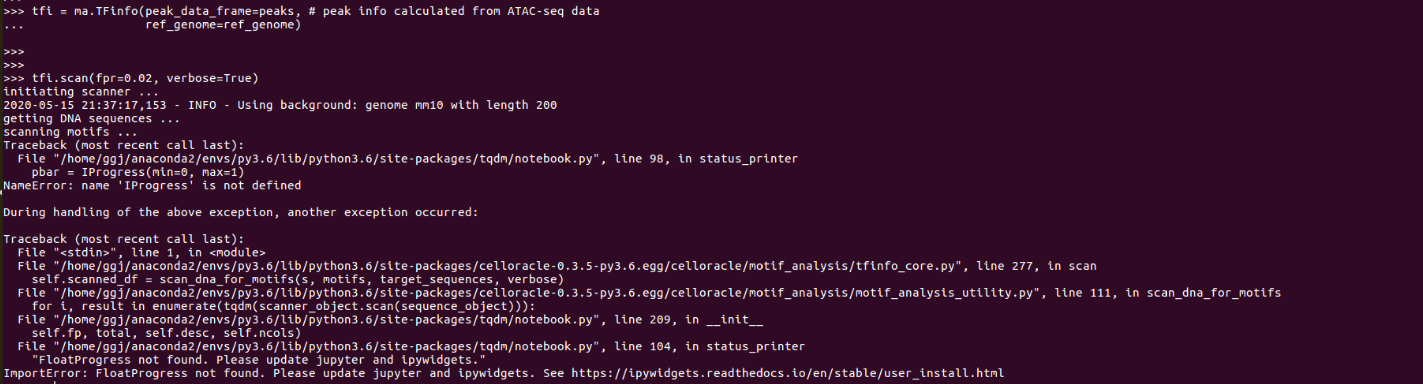 >>> tfi = ma.TFinfo(peak_data_frame=peaks, # peak info calculated from ATAC-seq data
...                 ref_genome=ref_genome)
>>>
>>>
>>> tfi.scan(fpr=0.02, verbose=True)
initiating scanner ...
2020-05-15 21:37:17,153 - INFO - Using background: genome mm10 with length 200
getting DNA sequences ...
scanning motifs ...
Traceback (most recent call last):
  File "/home/ggj/anaconda2/envs/py3.6/lib/python3.6/site-packages/tqdm/notebook.py", line 98, in status_printer
    pbar = IProgress(min=0, max=1)
NameError: name 'IProgress' is not defined
During handling of the above exception, another exception occurred:
Traceback (most recent call last):
  File "<stdin>", line 1, in <module>
  File "/home/ggj/anaconda2/envs/py3.6/lib/python3.6/site-packages/celloracle-0.3.5-py3.6.egg/celloracle/motif_analysis/tfinfo_core.py", line 277, in scan
    self.scanned_df = scan_dna_for_motifs(s, motifs, target_sequences, verbose)
  File "/home/ggj/anaconda2/envs/py3.6/lib/python3.6/site-packages/celloracle-0.3.5-py3.6.egg/celloracle/motif_analysis/motif_analysis_utility.py", line 111, in scan_dna_for_motifs
    for i, result in enumerate(tqdm(scanner_object.scan(sequence_object))):
  File "/home/ggj/anaconda2/envs/py3.6/lib/python3.6/site-packages/tqdm/notebook.py", line 209, in __init__
    self.fp, total, self.desc, self.ncols)
  File "/home/ggj/anaconda2/envs/py3.6/lib/python3.6/site-packages/tqdm/notebook.py", line 104, in status_printer
    "FloatProgress not found. Please update jupyter and ipywidgets."
ImportError: FloatProgress not found. Please update jupyter and ipywidgets. See https://ipywidgets.readthedocs.io/en/stable/user_install.html